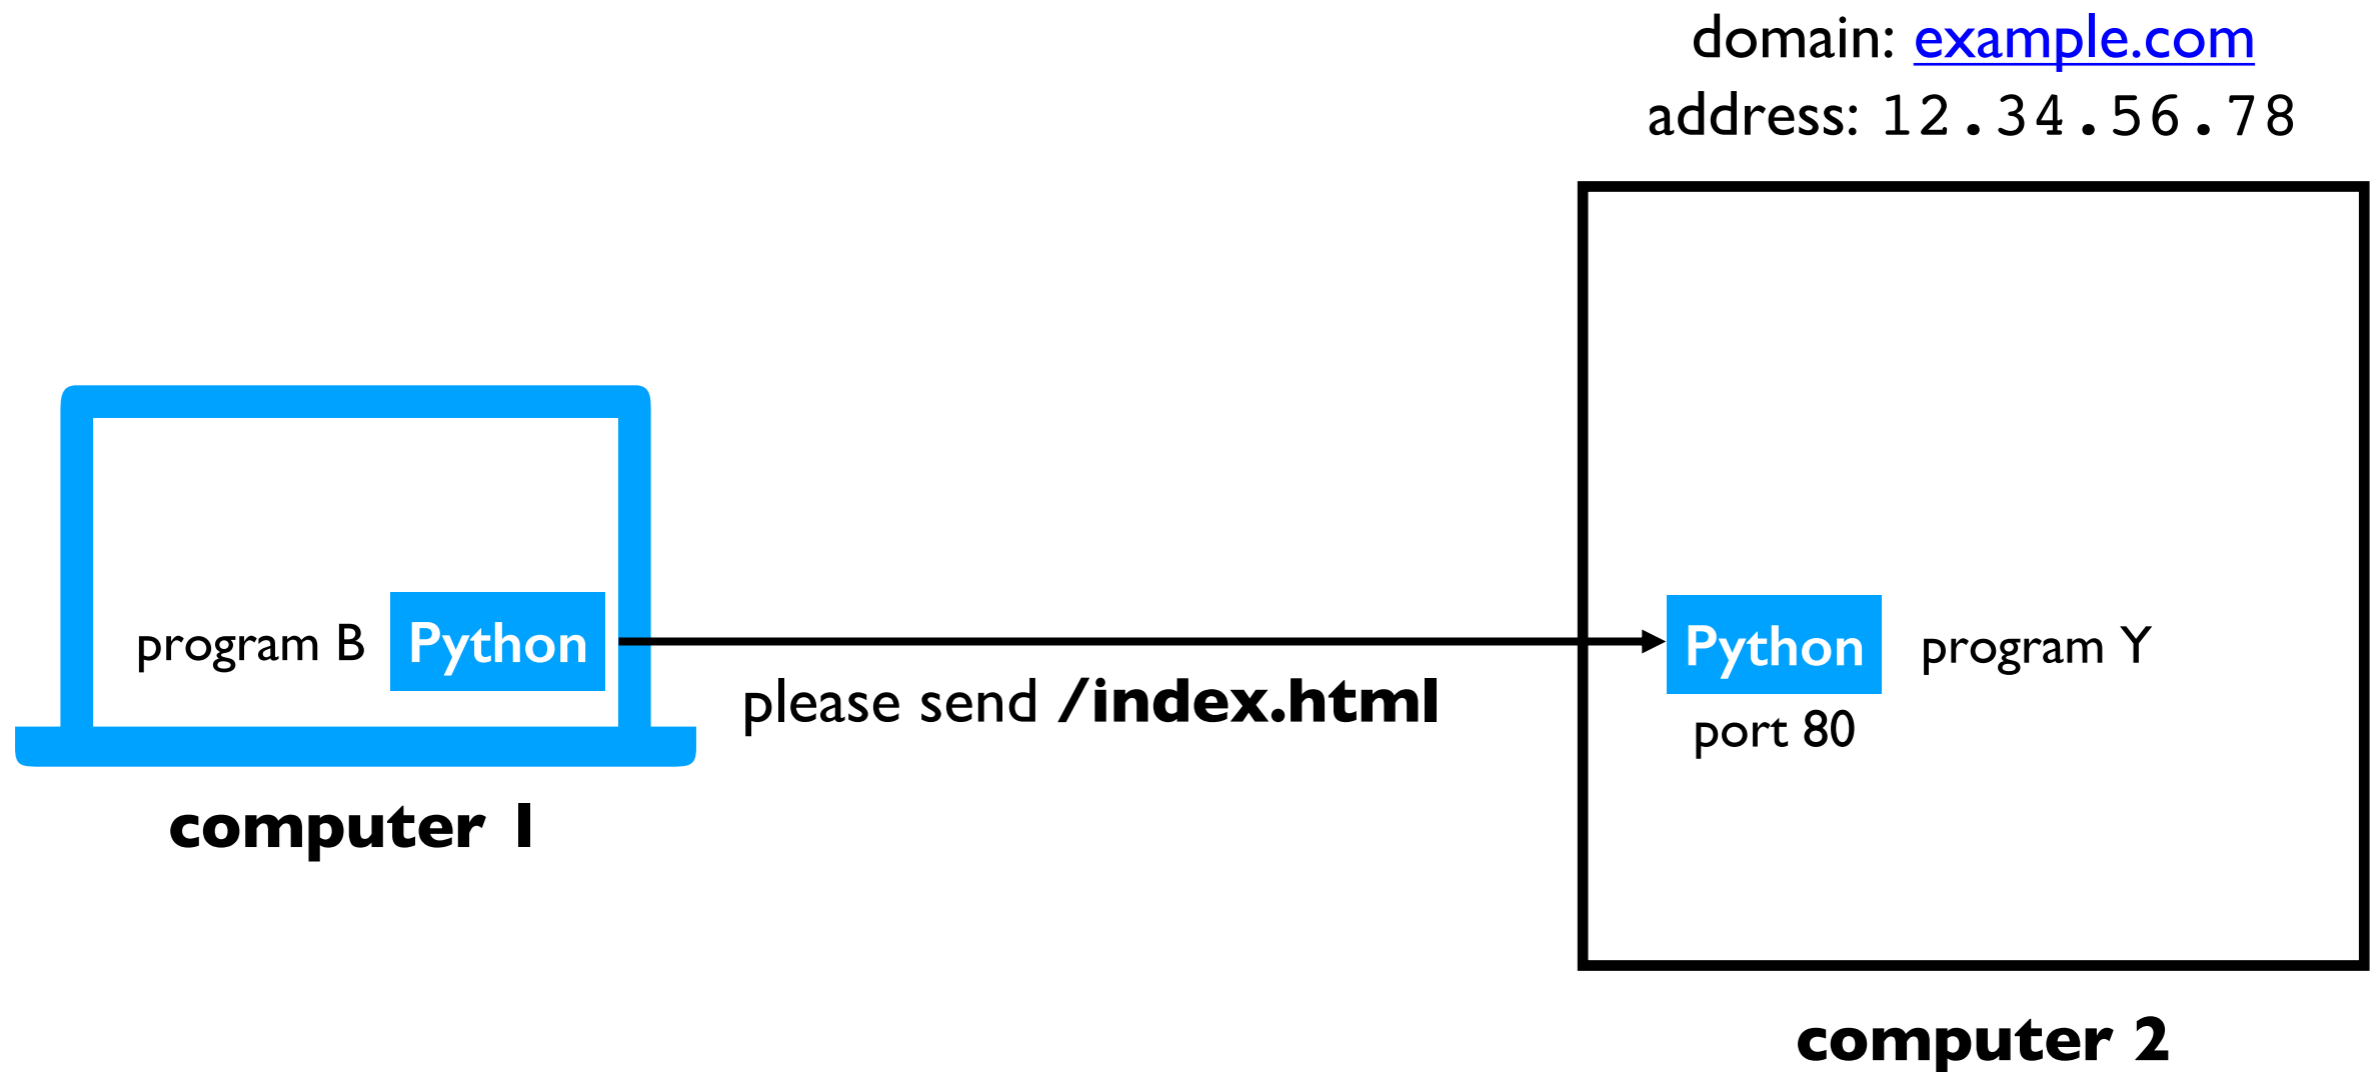 domain: example.com
address: 12.34.56.78
program B Python
Python program Y
please send /index.html
port 80
computer 1
computer 2